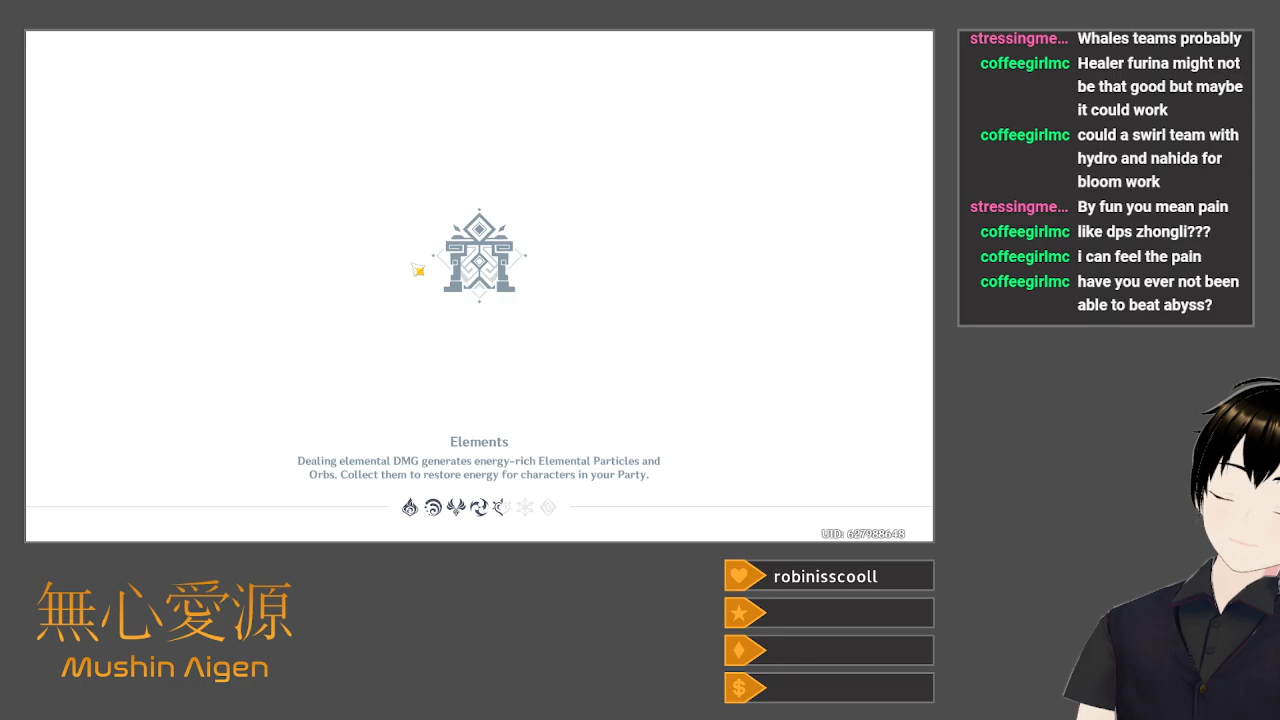 stressingme... Whales teams probably
coffeegirlmc Healer furina might not
be that good but maybe
it could work
coffeegirlmc could a swirl team with
hydro and nahida for
bloom work
stressingme... By fun you mean pain
coffeegirlmc like dps zhongli???
coffeegirlmc i can feel the pain
coffeegirlmc have you ever not been
able to beat abyss?
Elements
Dealing elemental DMG generates energy-rich Elemental Particles and
Orbs. Collect them to restore energy for characters in your Party.
UID: 627988648
robinisscooll
無心愛源
Mushin Aigen